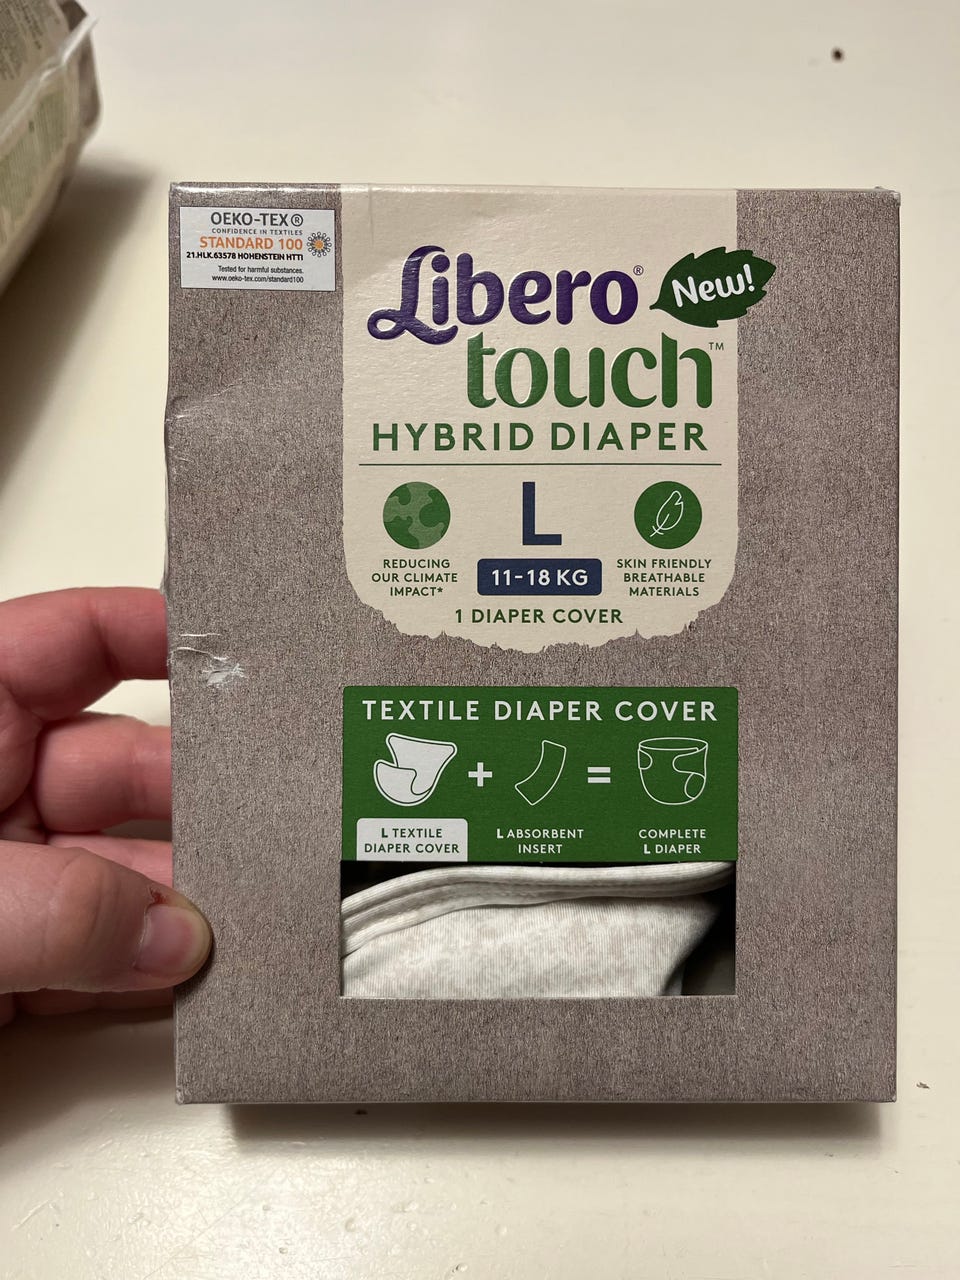 OEKO-TEX®
CONFIDENCE IN TEXTILES
STANDARD 100
21.HLK.63578 HOHENSTEIN HTTI
Tested for harmful substances.
www.oeko-tex.com/standard100
Libero®
New!
touch™
HYBRID DIAPER
REDUCING
OUR CLIMATE
IMPACT*
L
11-18 KG
SKIN FRIENDLY
BREATHABLE
MATERIALS
1 DIAPER COVER
TEXTILE DIAPER COVER
+ =
L TEXTILE
DIAPER COVER
L ABSORBENT
INSERT
COMPLETE
L DIAPER